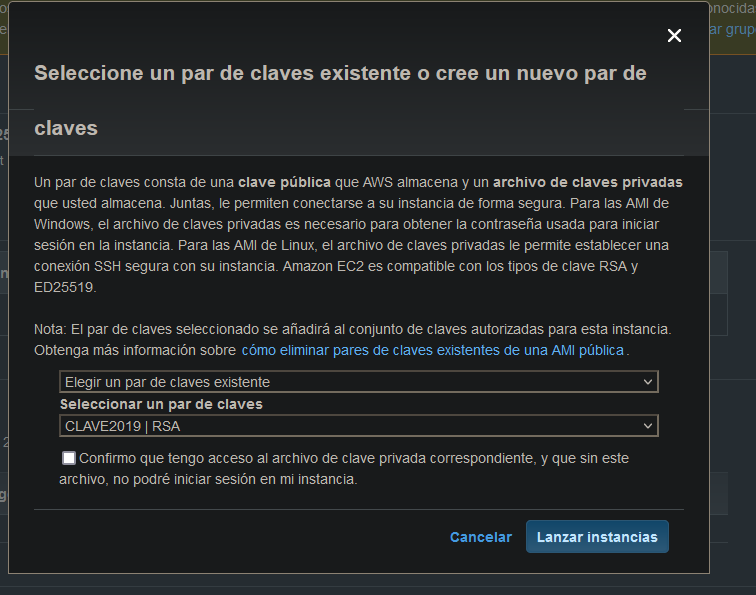 onocida
ar grup
Seleccione un par de claves existente o cree un nuevo par de
claves
Un par de claves consta de una clave pública que AWS almacena y un archivo de claves privadas
que usted almacena. Juntas, le permiten conectarse a su instancia de forma segura. Para las AMI de
Windows, el archivo de claves privadas es necesario para obtener la contraseña usada para iniciar
sesión en la instancia. Para las AMI de Linux, el archivo de claves privadas le permite establecer una
conexión SSH segura con su instancia. Amazon EC2 es compatible con los tipos de clave RSA y
ED25519.
Nota: El par de claves seleccionado se añadirá al conjunto de claves autorizadas para esta instancia.
Obtenga más información sobre cómo eliminar pares de claves existentes de una AMI pública.
Elegir un par de claves existente
Seleccionar un par de claves
CLAVE2019 | RSA
Confirmo que tengo acceso al archivo de clave privada correspondiente, y que sin este
archivo, no podré iniciar sesión en mi instancia.
Cancelar Lanzar instancias